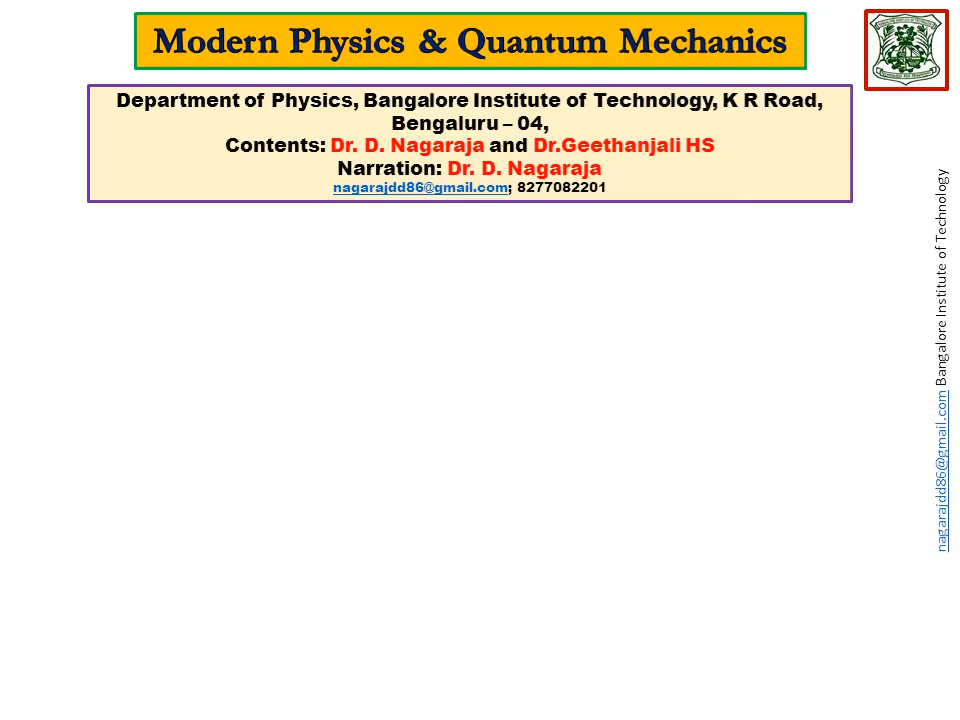 Modern Physics & Quantum Mechanics
Department of Physics, Bangalore Institute of Technology, K R Road,
Bengaluru – 04,
Contents: Dr. D. Nagaraja and Dr.Geethanjali HS
Narration: Dr. D. Nagaraja
nagarajdd86@gmail.com; 8277082201
nagarajdd86@gmail.com Bangalore Institute of Technology